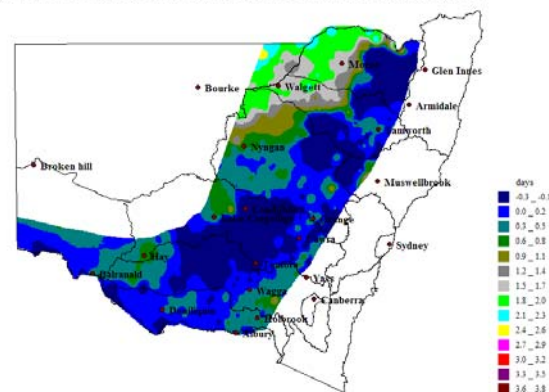 Moree
Glen Innes
Bourke
Walgett
Armidale
Tamworth
Nyngan
Broken hill
Muswellbrook
Sydney
Hay
Balranald
Yass
Wagga
Canberra
Holbrook
Albury
days
-0.3 _ -0.1
0.0 _ 0.2
0.3 _ 0.5
0.6 _ 0.8
0.9 _ 1.1
1.2 _ 1.4
1.5 _ 1.7
1.8 _ 2.0
2.1 _ 2.3
2.4 _ 2.6
2.7 _ 2.9
3.0 _ 3.2
3.3 _ 3.5
3.6 _ 3.8